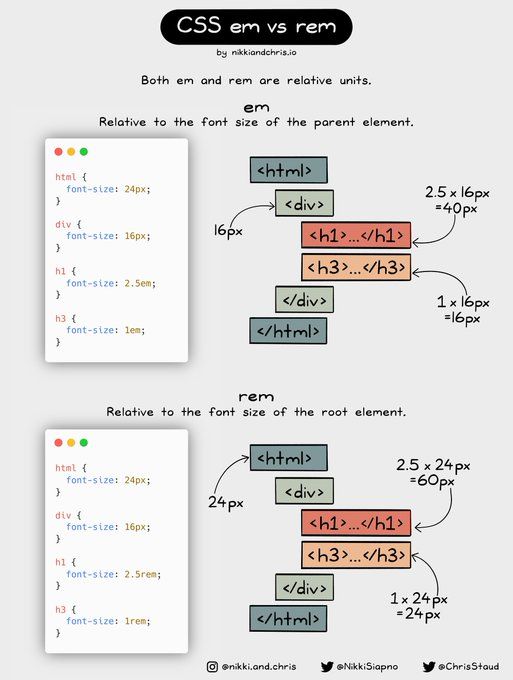 CSS em vs rem
by nikkiandchris.io
Both em and rem are relative units.
em
Relative to the font size of the parent element.
html {
font-size: 24px;
}
div {
font-size: 16px;
}
h1 {
font-size: 2.5em;
}
h3 {
font-size: 1em;
}
<html>
<div>
16px
<h1>...</h1>
2.5 x 16px
=40px
<h3>...</h3>
1 x 16px
=16px
</div>
</html>
rem
Relative to the font size of the root element.
html {
font-size: 24px;
}
div {
font-size: 16px;
}
h1 {
font-size: 2.5rem;
}
h3 {
font-size: 1rem;
}
<html>
24px
<div>
<h1>...</h1>
2.5 x 24px
=60px
<h3>...</h3>
1 x 24px
=24px
</div>
</html>
@nikki.and.chris
@NikkiSiapno
@ChrisStaud